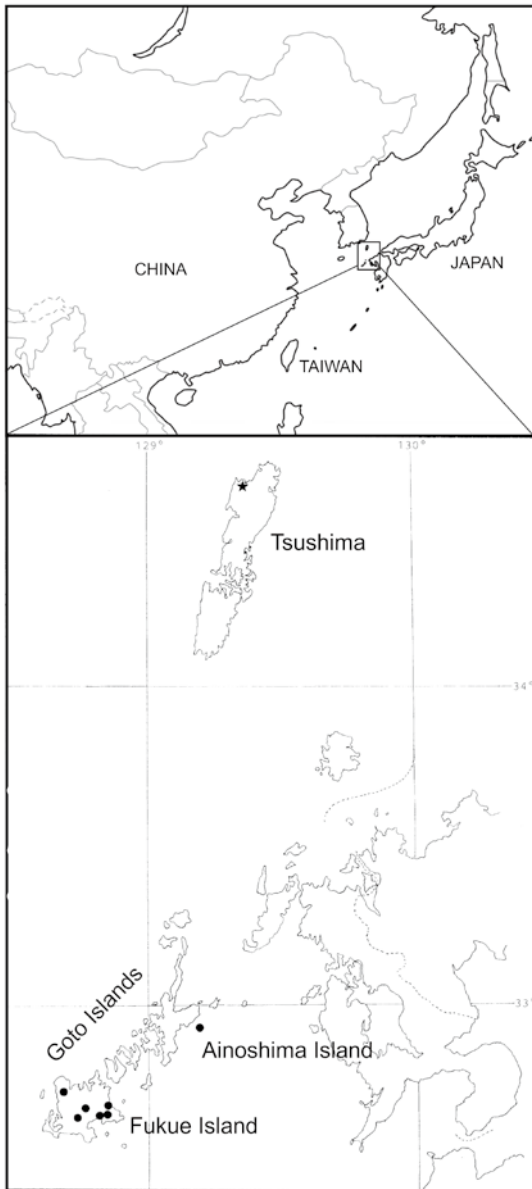 CHINA
JAPAN
TAIWAN
129°
130°
Tsushima
34°
33°
Goto Islands
Ainoshima Island
Fukue Island